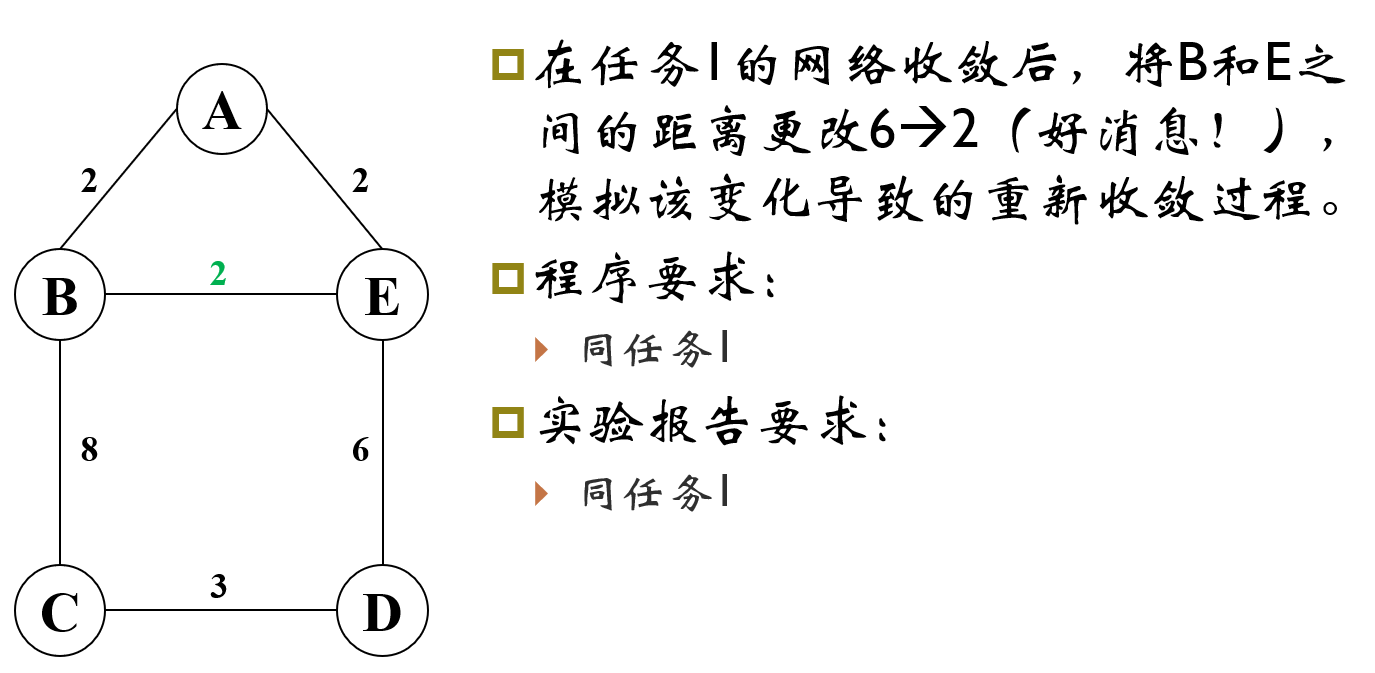 A
2
2
B
2
E
8
6
C
3
D
在任务1的网络收敛后，将B和E之
间的距离更改6→2（好消息！），
模拟该变化导致的重新收敛过程。
程序要求：
同任务1
实验报告要求：
同任务1